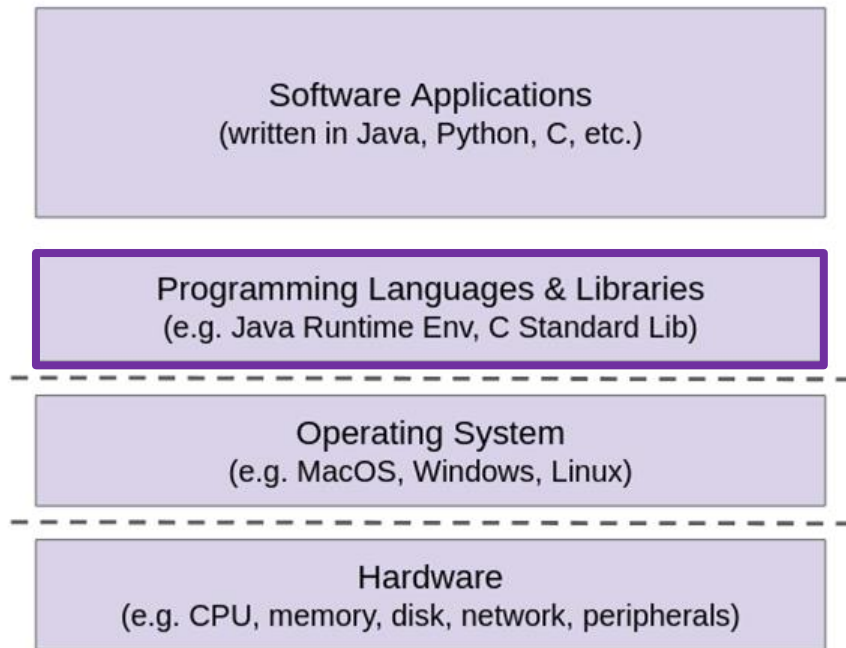 Software Applications
(written in Java, Python, C, etc.)
Programming Languages & Libraries
(e.g. Java Runtime Env, C Standard Lib)
Operating System
(e.g. MacOS, Windows, Linux)
Hardware
(e.g. CPU, memory, disk, network, peripherals)